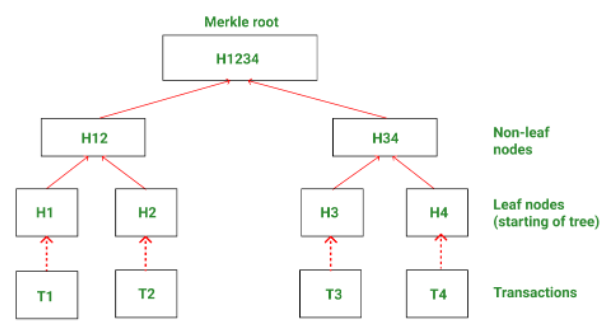 Merkle root
H1234
H12
H34
Non-leaf
nodes
H1
H2
H3
H4
Leaf nodes
(starting of tree)
T1
T2
T3
T4
Transactions